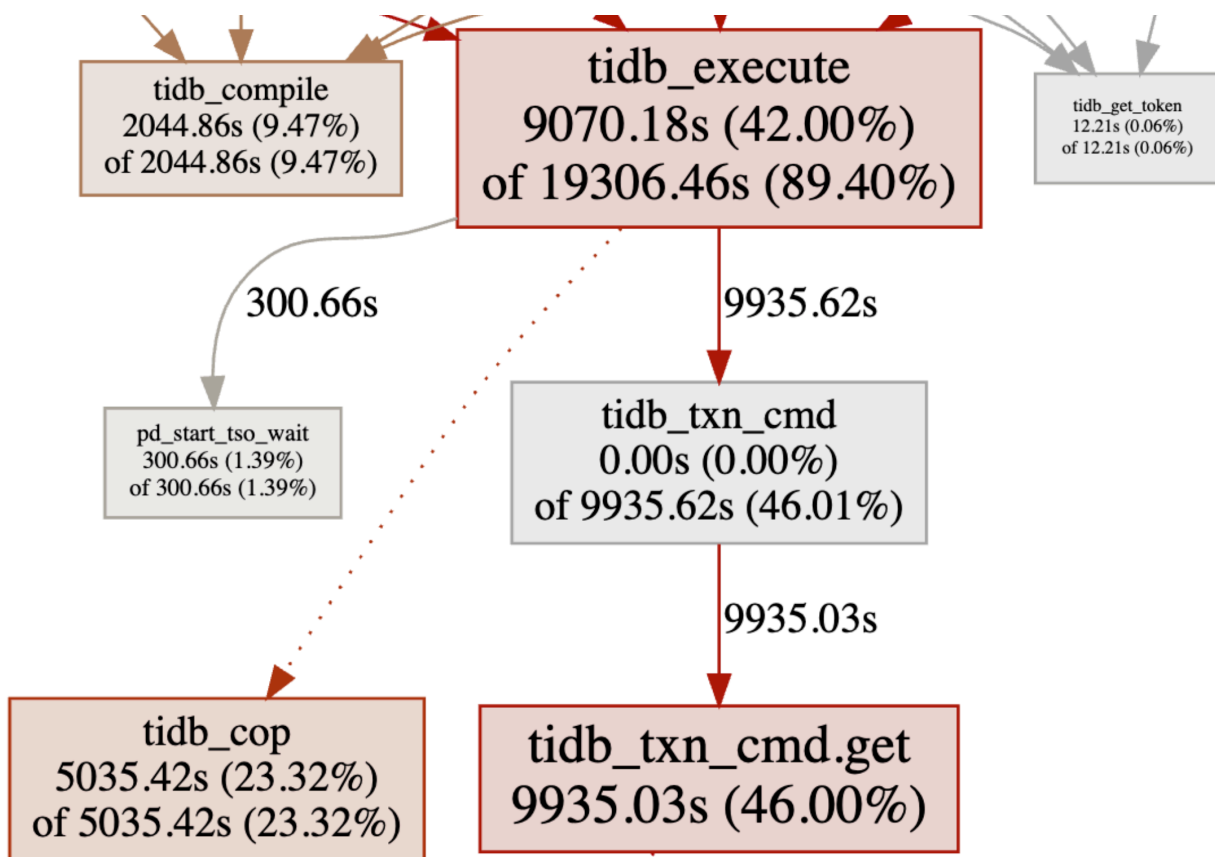 tidb_compile
2044.86s (9.47%)
of 2044.86s (9.47%)
tidb_execute
9070.18s (42.00%)
of 19306.46s (89.40%)
tidb_get_token
12.21s (0.06%)
of 12.21s (0.06%)
300.66s
9935.62s
pd_start_tso_wait
300.66s (1.39%)
of 300.66s (1.39%)
tidb_txn_cmd
0.00s (0.00%)
of 9935.62s (46.01%)
9935.03s
tidb_cop
5035.42s (23.32%)
of 5035.42s (23.32%)
tidb_txn_cmd.get
9935.03s (46.00%)